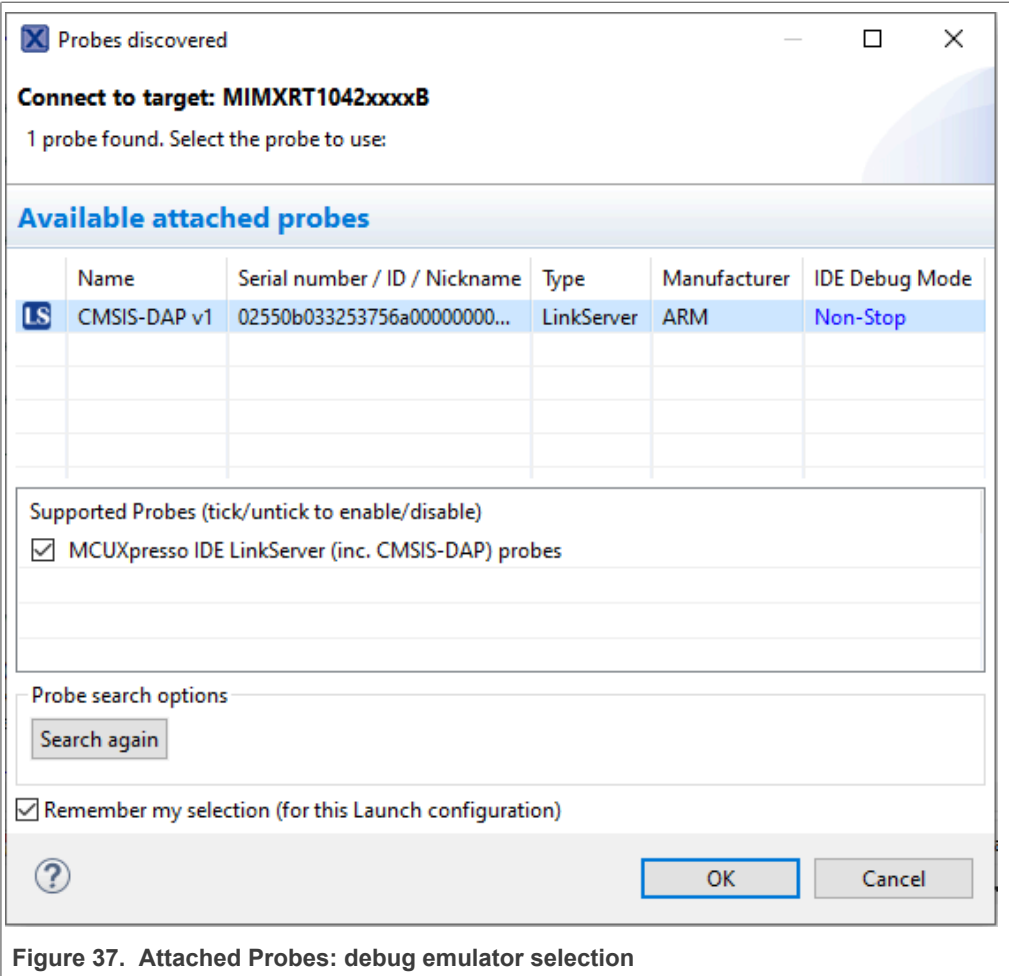 Probes discovered
Connect to target: MIMXRT1042xxxxB
1 probe found. Select the probe to use:
Available attached probes
Name Serial number / ID / Nickname Type Manufacturer IDE Debug Mode
LS CMSIS-DAP v1 02550b033253756a00000000... LinkServer ARM Non-Stop
Supported Probes (tick/untick to enable/disable)
MCUXpresso IDE LinkServer (inc. CMSIS-DAP) probes
Probe search options
Search again
Remember my selection (for this Launch configuration)
OK Cancel
Figure 37. Attached Probes: debug emulator selection